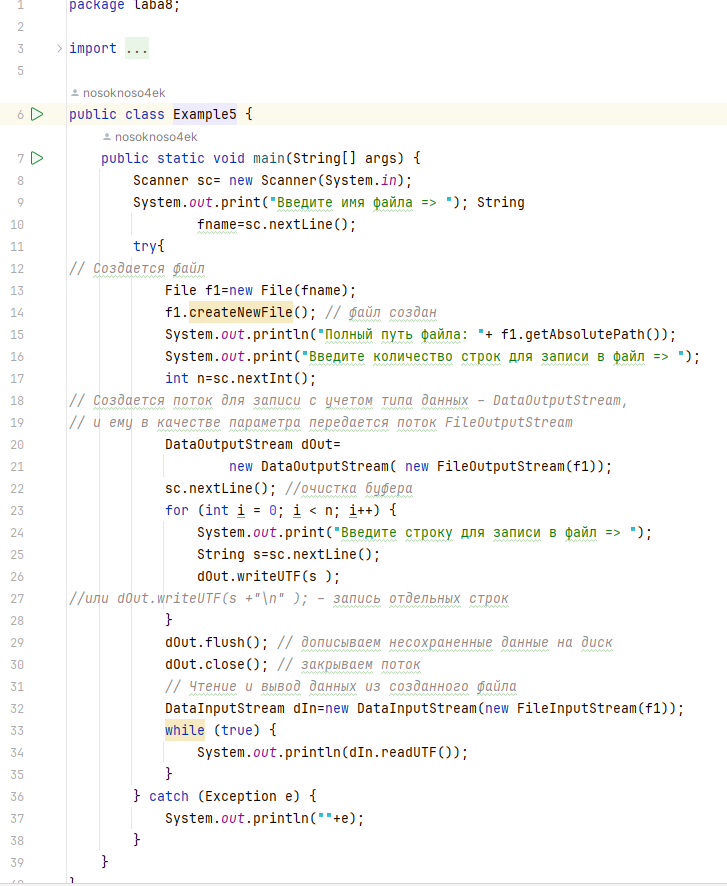 1 package laba8;
2
3 import ...
5
nosoknoso4ek
6 public class Example5 {
nosoknoso4ek
7 public static void main(String[] args) {
8 Scanner sc= new Scanner(System.in);
9 System.out.print("Введите имя файла => "); String
10 fname=sc.nextLine();
11 try{
12 // Создается файл
13 File f1=new File(fname);
14 f1.createNewFile(); // файл создан
15 System.out.println("Полный путь файла: "+ f1.getAbsolutePath());
16 System.out.print("Введите количество строк для записи в файл => ");
17 int n=sc.nextInt();
18 // Создается поток для записи с учетом типа данных – DataOutputStream,
19 // и ему в качестве параметра передается поток FileOutputStream
20 DataOutputStream dOut=
21 new DataOutputStream( new FileOutputStream(f1));
22 sc.nextLine(); //очистка буфера
23 for (int i = 0; i < n; i++) {
24 System.out.print("Введите строку для записи в файл => ");
25 String s=sc.nextLine();
26 dOut.writeUTF(s );
27 //или dOut.writeUTF(s +"\n" ); – запись отдельных строк
28 }
29 dOut.flush(); // дописываем несохраненные данные на диск
30 dOut.close(); // закрываем поток
31 // Чтение и вывод данных из созданного файла
32 DataInputStream dIn=new DataInputStream(new FileInputStream(f1));
33 while (true) {
34 System.out.println(dIn.readUTF());
35 }
36 } catch (Exception e) {
37 System.out.println(""+e);
38 }
39 }
40 }